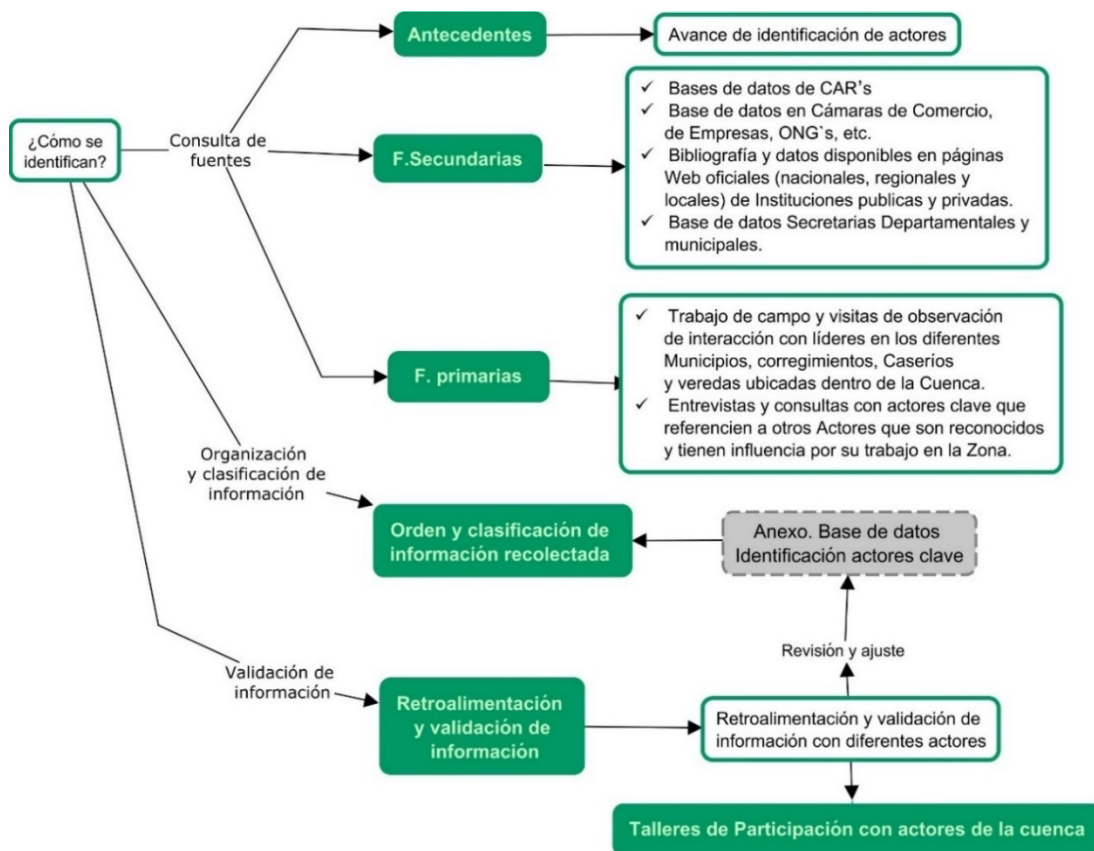 Antecedentes
Avance de identificación de actores
¿Cómo se
identifican?
Consulta de
fuentes
F.Secundarias
✓ Bases de datos de CAR's
✓ Base de datos en Cámaras de Comercio,
de Empresas, ONG`s, etc.
✓ Bibliografía y datos disponibles en páginas
Web oficiales (nacionales, regionales y
locales) de Instituciones publicas y privadas.
✓ Base de datos Secretarias Departamentales y
municipales.
F. primarias
✓ Trabajo de campo y visitas de observación
de interacción con líderes en los diferentes
Municipios, corregimientos, Caseríos
y veredas ubicadas dentro de la Cuenca.
✓ Entrevistas y consultas con actores clave que
referencien a otros Actores que son reconocidos
y tienen influencia por su trabajo en la Zona.
Organización
y clasificación de
información
Orden y clasificación de
información recolectada
Anexo. Base de datos
Identificación actores clave
Revisión y ajuste
Validación de
información
Retroalimentación
y validación de
información
Retroalimentación y validación de
información con diferentes actores
Talleres de Participación con actores de la cuenca